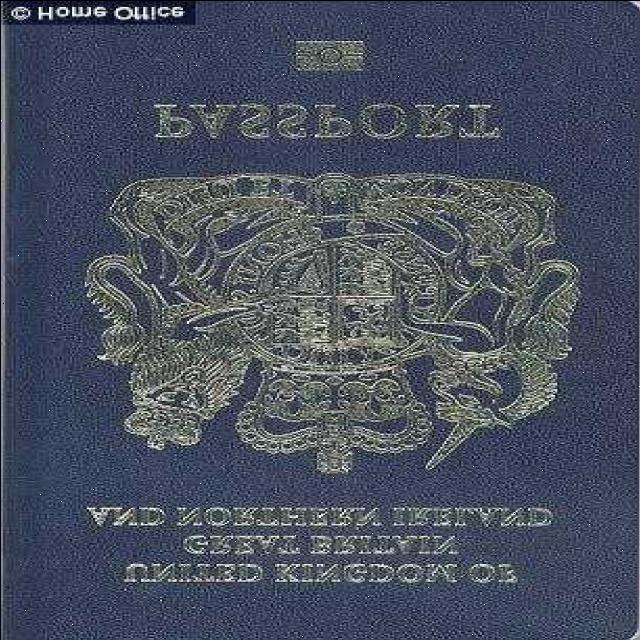 UNITED KINGDOM OF
GREAT BRITAIN
AND NORTHERN IRELAND
PASSPORT
© Home Office